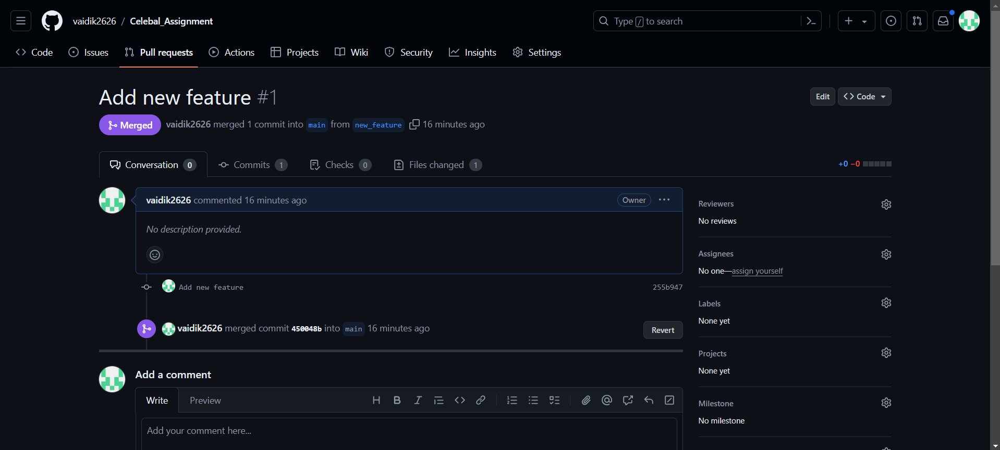 vaidik2626 / Celebal_Assignment
Type / to search
Code Issues Pull requests Actions Projects Wiki Security Insights Settings
Add new feature #1
Edit
Code
Merged
vaidik2626 merged 1 commit into main from new_feature 16 minutes ago
Conversation 0
Commits 1
Checks 0
Files changed 1
+0 −0
vaidik2626 commented 16 minutes ago
Owner
No description provided.
Add new feature
255b947
vaidik2626 merged commit 450048b into main 16 minutes ago
Revert
Add a comment
Write
Preview
Add your comment here...
Reviewers
No reviews
Assignees
No one—assign yourself
Labels
None yet
Projects
None yet
Milestone
No milestone